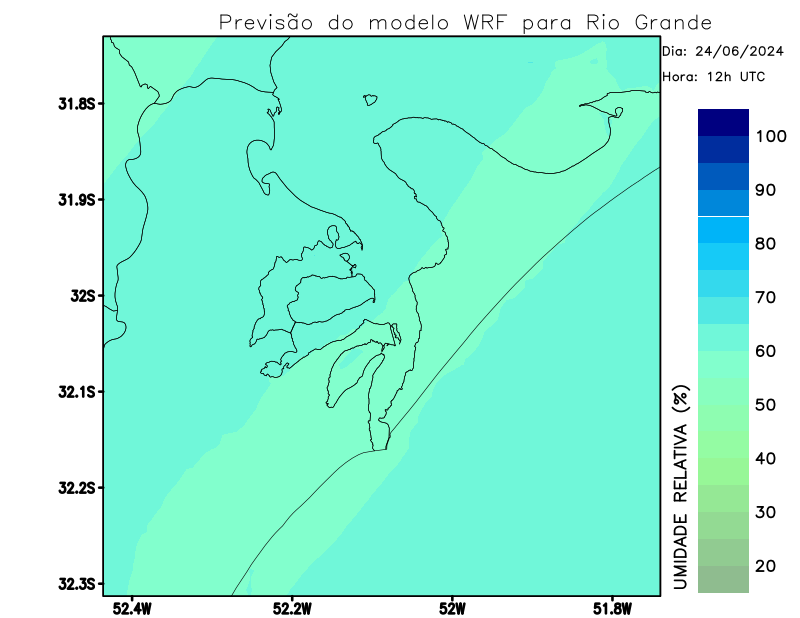 Previsão do modelo WRF para Rio Grande
Dia: 24/06/2024
Hora: 12h UTC
31.8S
31.9S
32S
32.1S
32.2S
32.3S
52.4W
52.2W
52W
51.8W
100
90
80
70
60
50
40
30
20
UMIDADE RELATIVA (%)